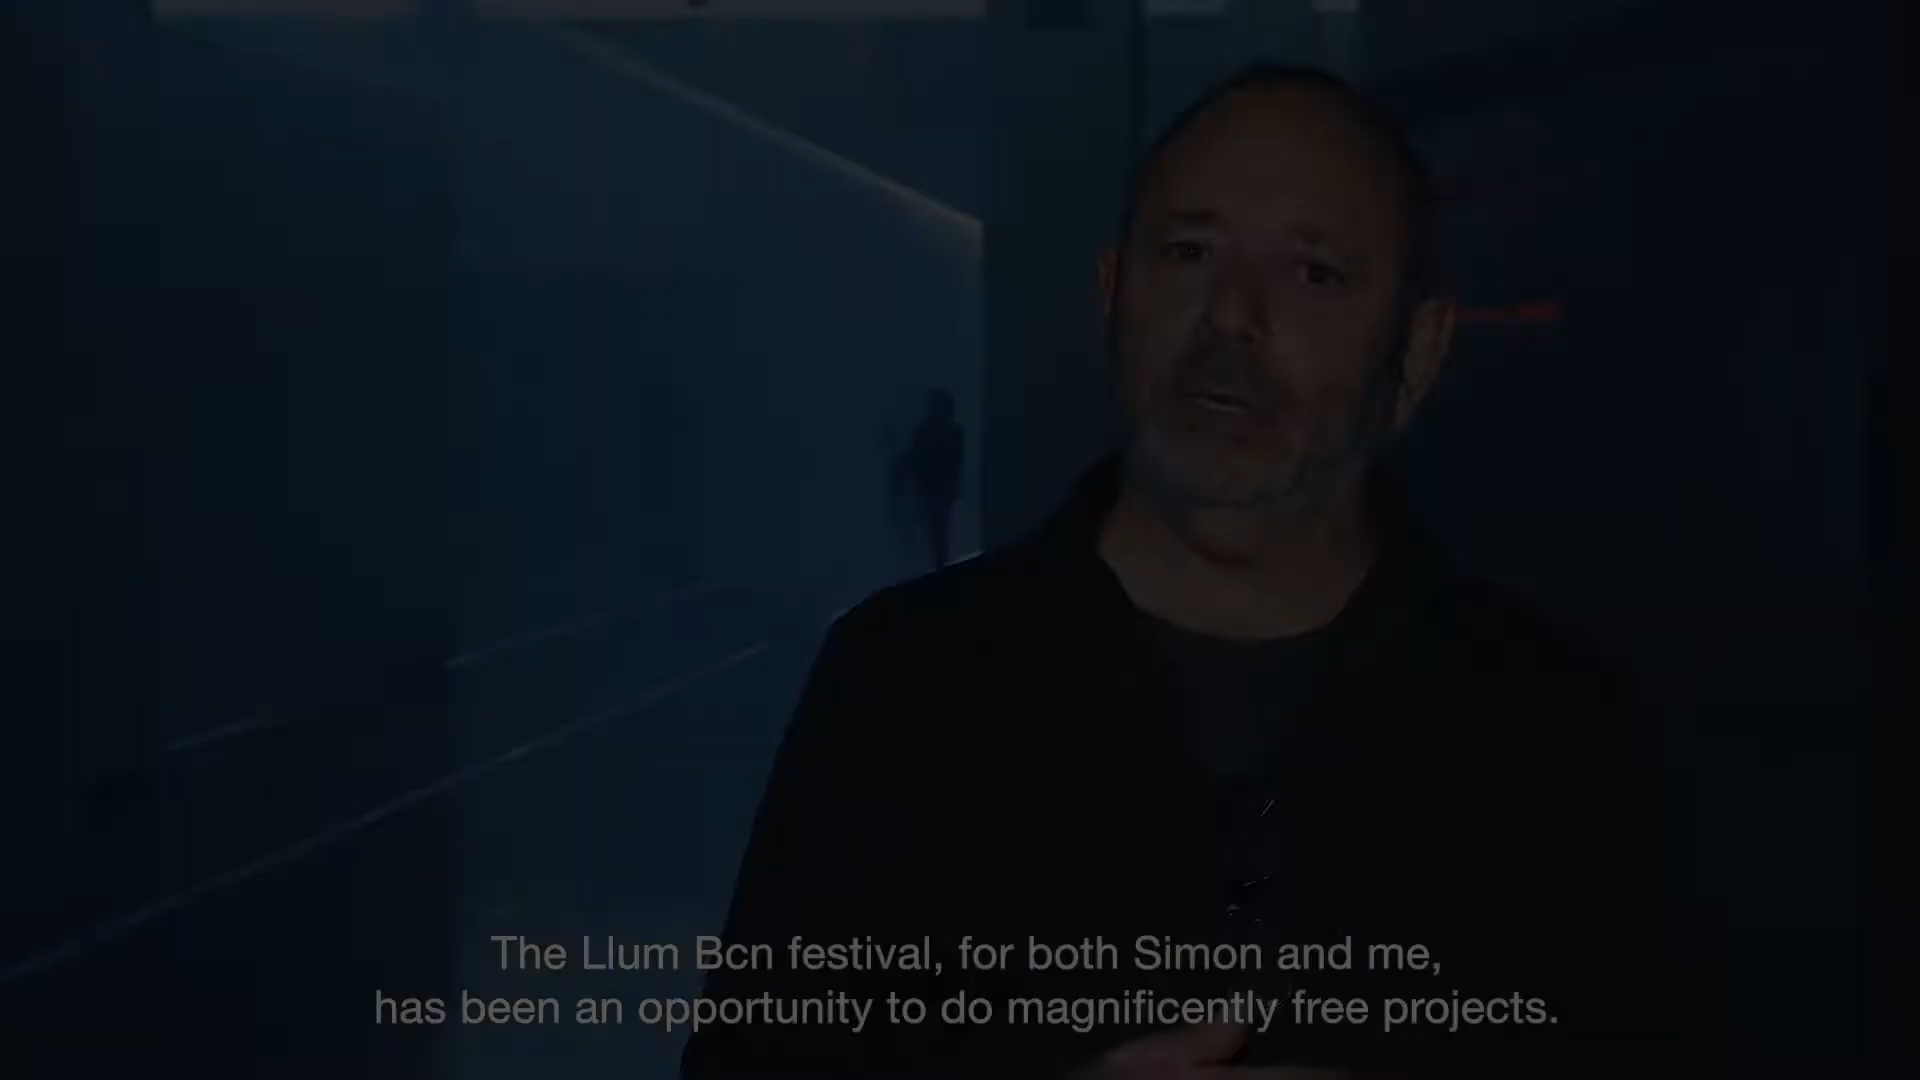 The Llum Bcn festival, for both Simon and me,
has been an opportunity to do magnificently free projects.